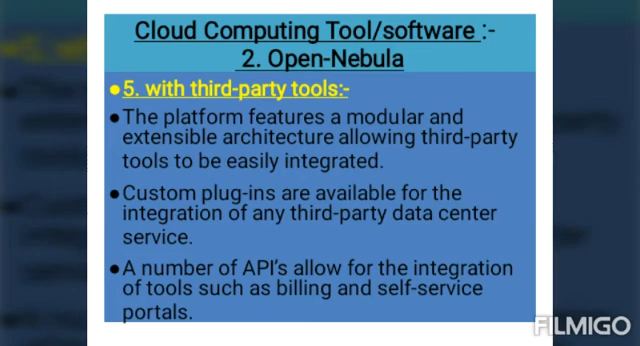 Cloud Computing Tool/software :-
2. Open-Nebula
●5. with third-party tools:-
●The platform features a modular and
extensible architecture allowing third-party
tools to be easily integrated.
●Custom plug-ins are available for the
integration of any third-party data center
service.
●A number of API's allow for the integration
of tools such as billing and self-service
portals.
FILMIGO